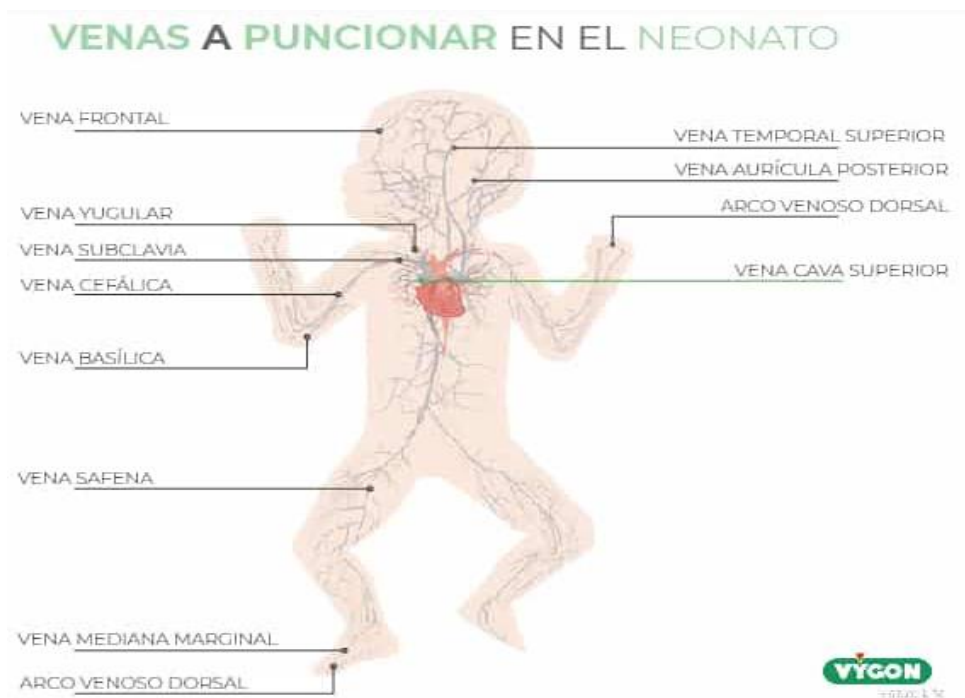 VENAS A PUNCIONAR EN EL NEONATO
VENA FRONTAL
VENA YUGULAR
VENA SUBCLAVIA
VENA CEFÁLICA
VENA BASÍLICA
VENA SAFENA
VENA MEDIANA MARGINAL
ARCO VENOSO DORSAL
VENA TEMPORAL SUPERIOR
VENA AURÍCULA POSTERIOR
ARCO VENOSO DORSAL
VENA CAVA SUPERIOR
VYGON